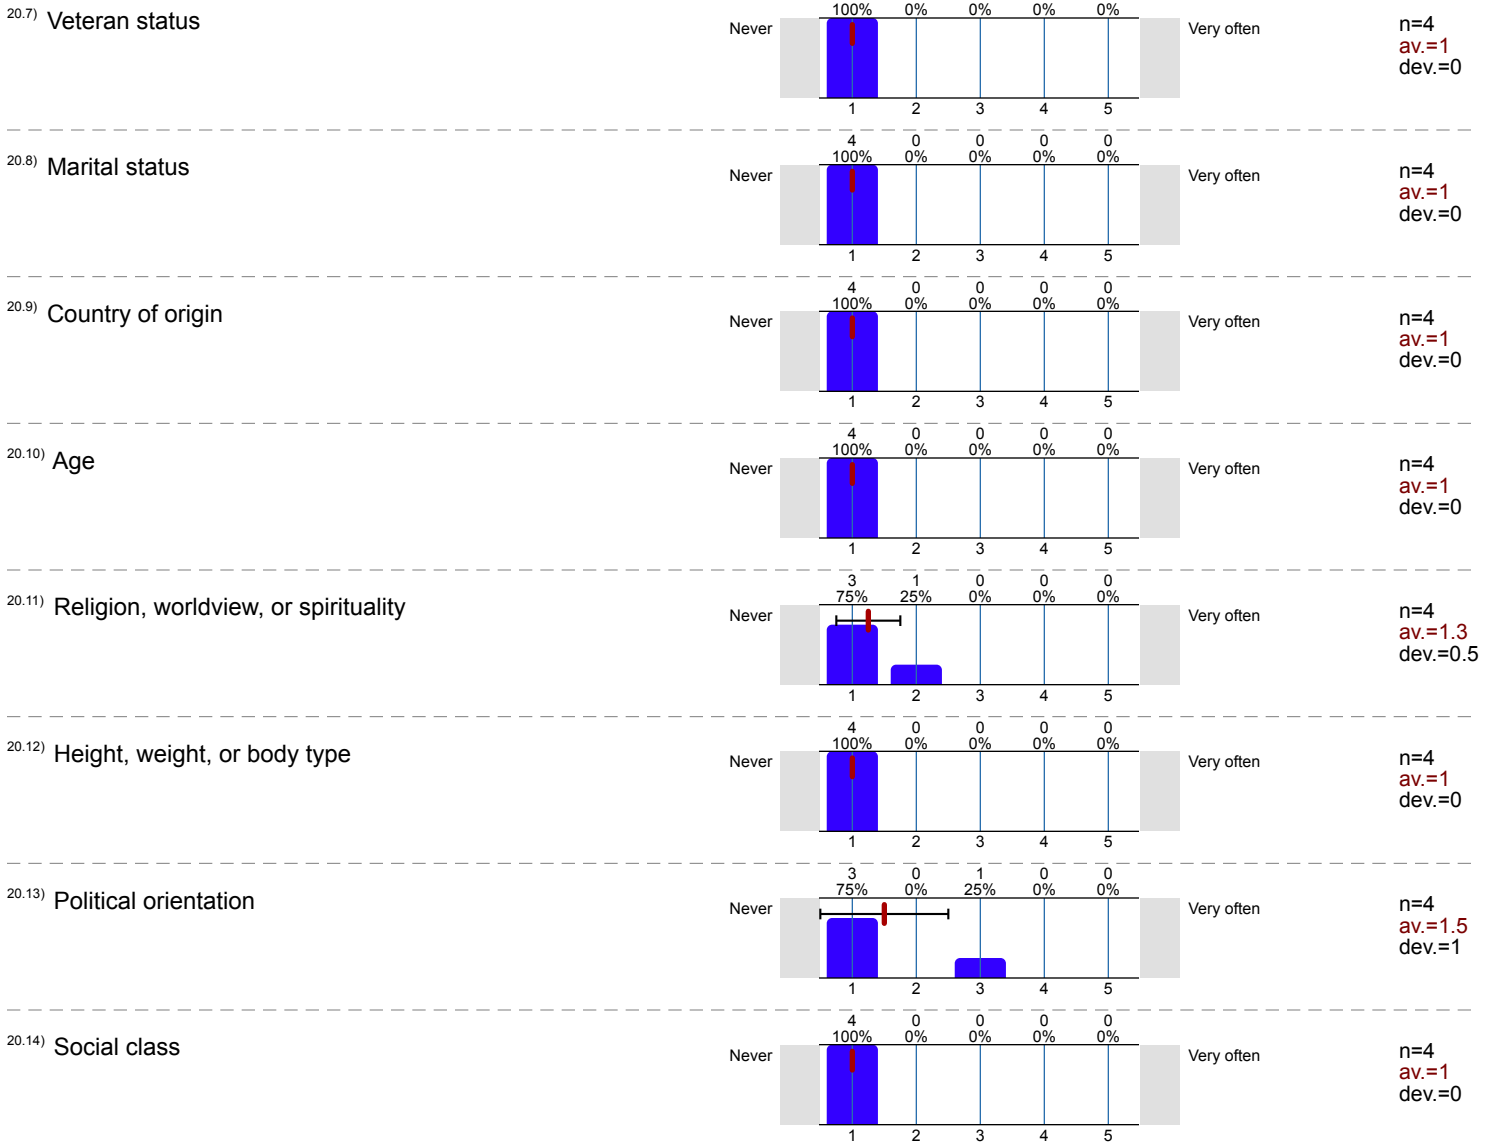 20.7) Veteran status
100% 0% 0% 0% 0%
Never Very often
n=4
av.=1
dev.=0
1 2 3 4 5
20.8) Marital status
4 0 0 0 0
100% 0% 0% 0% 0%
Never Very often
n=4
av.=1
dev.=0
1 2 3 4 5
20.9) Country of origin
4 0 0 0 0
100% 0% 0% 0% 0%
Never Very often
n=4
av.=1
dev.=0
1 2 3 4 5
20.10) Age
4 0 0 0 0
100% 0% 0% 0% 0%
Never Very often
n=4
av.=1
dev.=0
1 2 3 4 5
20.11) Religion, worldview, or spirituality
3 1 0 0 0
75% 25% 0% 0% 0%
Never Very often
n=4
av.=1.3
dev.=0.5
1 2 3 4 5
20.12) Height, weight, or body type
4 0 0 0 0
100% 0% 0% 0% 0%
Never Very often
n=4
av.=1
dev.=0
1 2 3 4 5
20.13) Political orientation
3 0 1 0 0
75% 0% 25% 0% 0%
Never Very often
n=4
av.=1.5
dev.=1
1 2 3 4 5
20.14) Social class
4 0 0 0 0
100% 0% 0% 0% 0%
Never Very often
n=4
av.=1
dev.=0
1 2 3 4 5